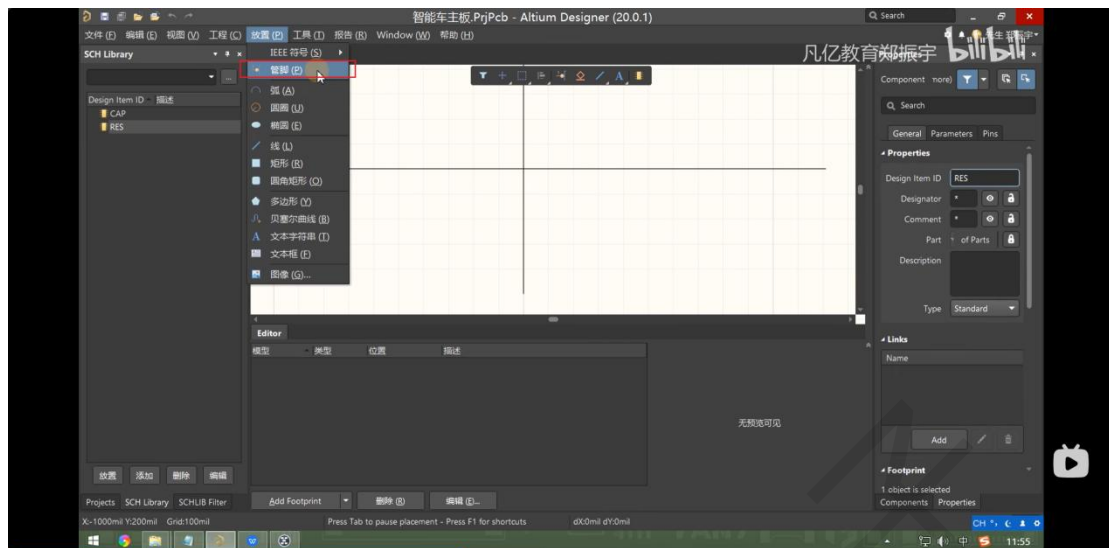 智能车主板.PrjPcb - Altium Designer (20.0.1)
Search
文件 (F) 编辑 (E) 视图 (V) 工程 (C) 放置 (P) 工具 (T) 报告 (R) Window (W) 帮助 (H)
凡亿教育郑振宇
bilibili
SCH Library
Design Item ID 描述
CAP
RES
IEEE 符号 (S)
管脚 (P)
弧 (A)
圆圈 (U)
椭圆 (E)
线 (L)
矩形 (R)
圆角矩形 (O)
多边形 (Y)
贝塞尔曲线 (B)
文本字符串 (T)
文本框 (F)
图像 (G)...
放置 添加 删除 编辑
Projects SCH Library SCHLIB Filter
Editor
模型 类型 位置 描述
无预览可见
Add Footprint 删除 (R) 编辑 (E)...
Properties
Component more)
Search
General Parameters Pins
Properties
Design Item ID RES
Designator *
Comment *
Part of Parts
Description
Type Standard
Links
Name
Add
Footprint
1 object is selected
Components Properties
X:-1000mil Y:200mil Grid:100mil Press Tab to pause placement - Press F1 for shortcuts dX:0mil dY:0mil
CH
中 11:55